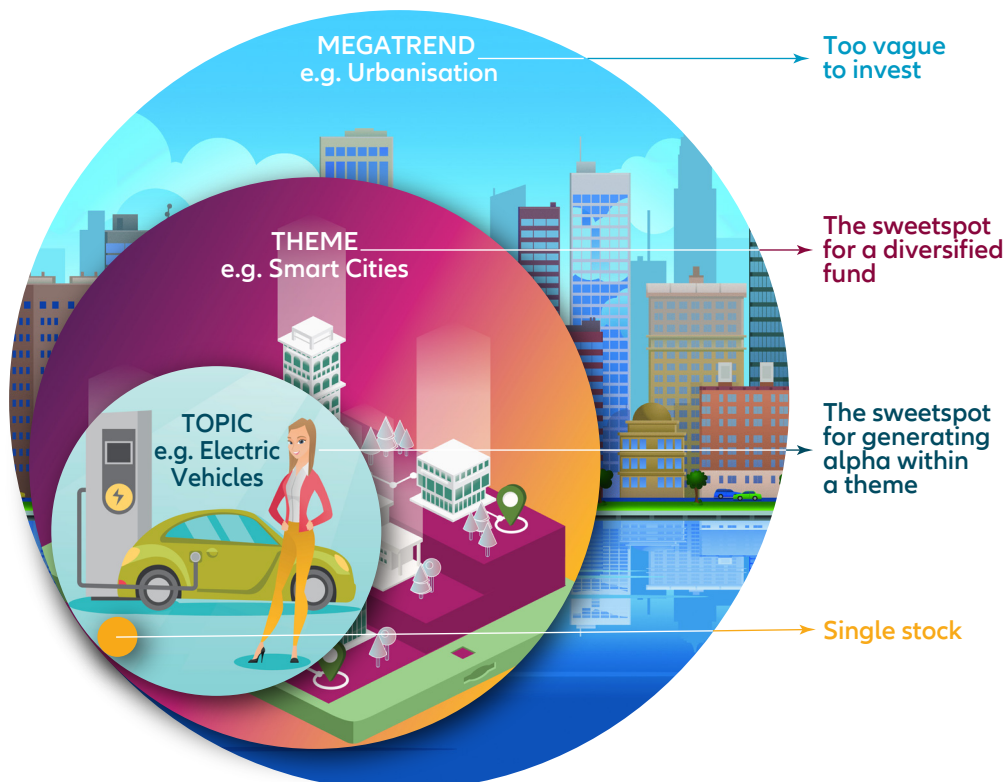 MEGATREND
e.g. Urbanisation
Too vague
to invest
THEME
e.g. Smart Cities
The sweetspot
for a diversified
fund
TOPIC
e.g. Electric
Vehicles
The sweetspot
for generating
alpha within
a theme
Single stock